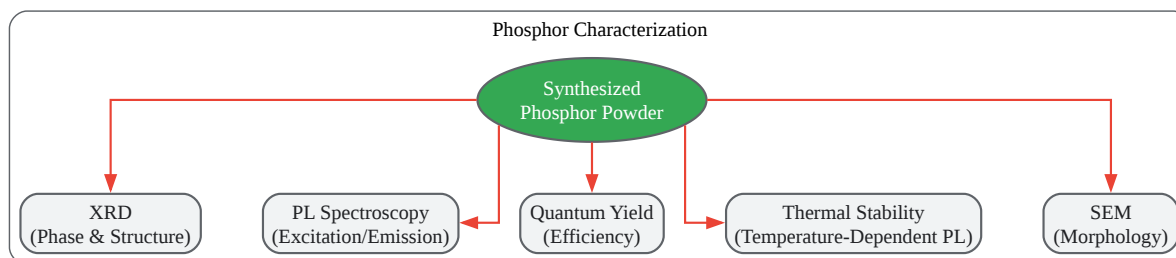 Phosphor Characterization
Synthesized
Phosphor Powder
XRD
(Phase & Structure)
PL Spectroscopy
(Excitation/Emission)
Quantum Yield
(Efficiency)
Thermal Stability
(Temperature-Dependent PL)
SEM
(Morphology)